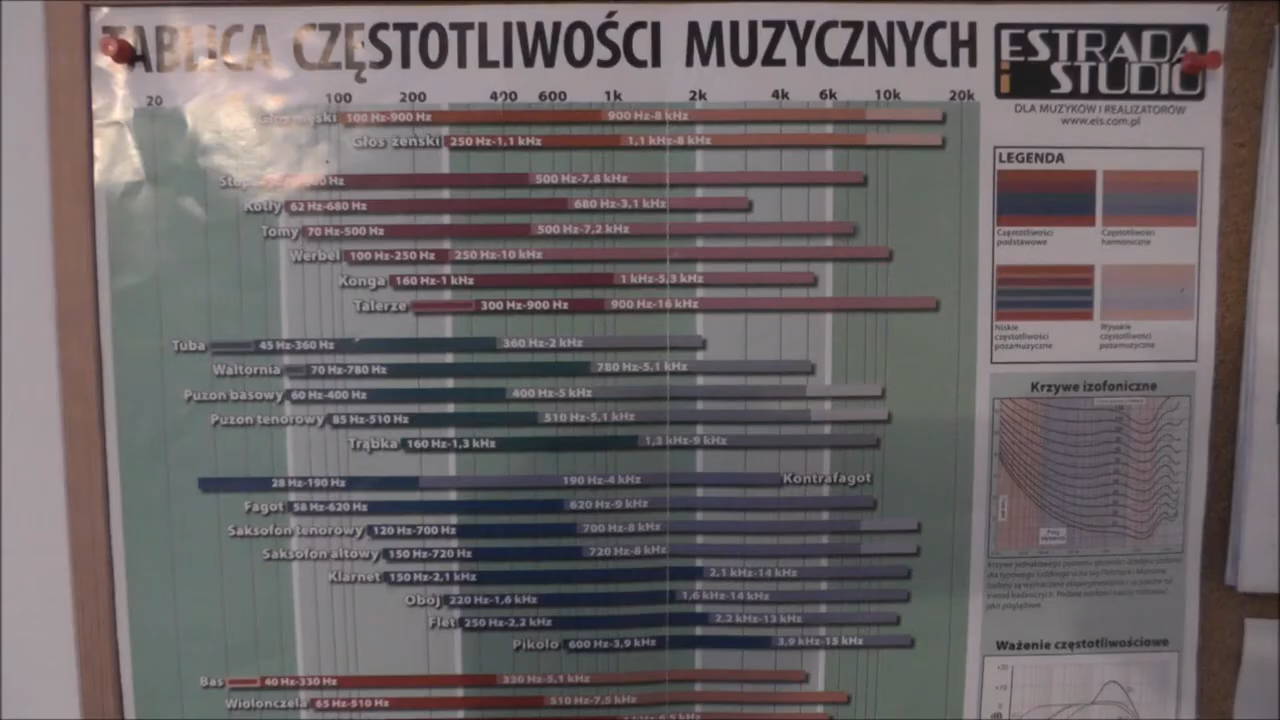 TABLICA CZĘSTOTLIWOŚCI MUZYCZNYCH
ESTRADA
i STUDIO
DLA MUZYKÓW I REALIZATORÓW
www.eis.com.pl
20 100 200 400 600 1k 2k 4k 6k 10k 20k
Głos męski 100 Hz-900 Hz 900 Hz-8 kHz
Głos żeński 250 Hz-1,1 kHz 1,1 kHz-8 kHz
Stopa Hz 500 Hz-7,8 kHz
Kotły 62 Hz-680 Hz 680 Hz-3,1 kHz
Tomy 70 Hz-500 Hz 500 Hz-7,2 kHz
Werbel 100 Hz-250 Hz 250 Hz-10 kHz
Konga 160 Hz-1 kHz 1 kHz-5,3 kHz
Talerze 300 Hz-900 Hz 900 Hz-16 kHz
Tuba 45 Hz-360 Hz 360 Hz-2 kHz
Waltornia 70 Hz-780 Hz 780 Hz-5,1 kHz
Puzon basowy 60 Hz-400 Hz 400 Hz-5 kHz
Puzon tenorowy 85 Hz-510 Hz 510 Hz-5,1 kHz
Trąbka 160 Hz-1,3 kHz 1,3 kHz-9 kHz
28 Hz-190 Hz 190 Hz-4 kHz Kontrafagot
Fagot 58 Hz-620 Hz 620 Hz-9 kHz
Saksofon tenorowy 120 Hz-700 Hz 700 Hz-8 kHz
Saksofon altowy 150 Hz-720 Hz 720 Hz-8 kHz
Klarnet 150 Hz-2,1 kHz 2,1 kHz-14 kHz
Obój 220 Hz-1,6 kHz 1,6 kHz-14 kHz
Flet 250 Hz-2,2 kHz 2,2 kHz-13 kHz
Pikolo 600 Hz-3,9 kHz 3,9 kHz-15 kHz
Bas 40 Hz-330 Hz 330 Hz-5,1 kHz
Wiolonczela 65 Hz-510 Hz 510 Hz-7,5 kHz
LEGENDA
Częstotliwości podstawowe
Częstotliwości harmoniczne
Niskie częstotliwości pozamuzyczne
Wysokie częstotliwości pozamuzyczne
Krzywe izofoniczne
Ważenie częstotliwościowe
+20
+10
dB